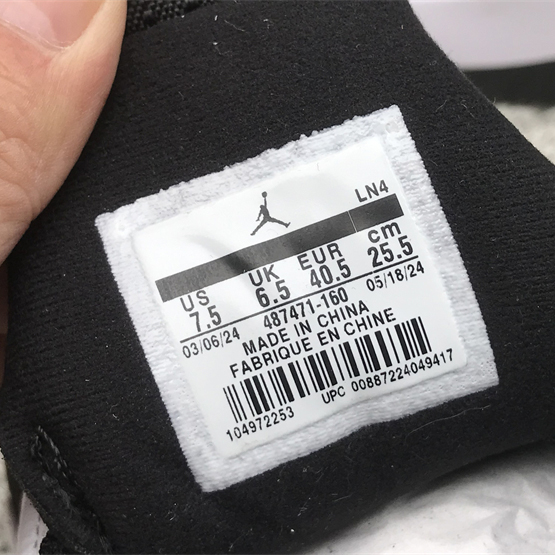 LN4
US UK EUR cm
7.5 6.5 40.5 25.5
03/06/24 487471-160 05/18/24
MADE IN CHINA
FABRIQUE EN CHINE
104972253 UPC 00887224049417